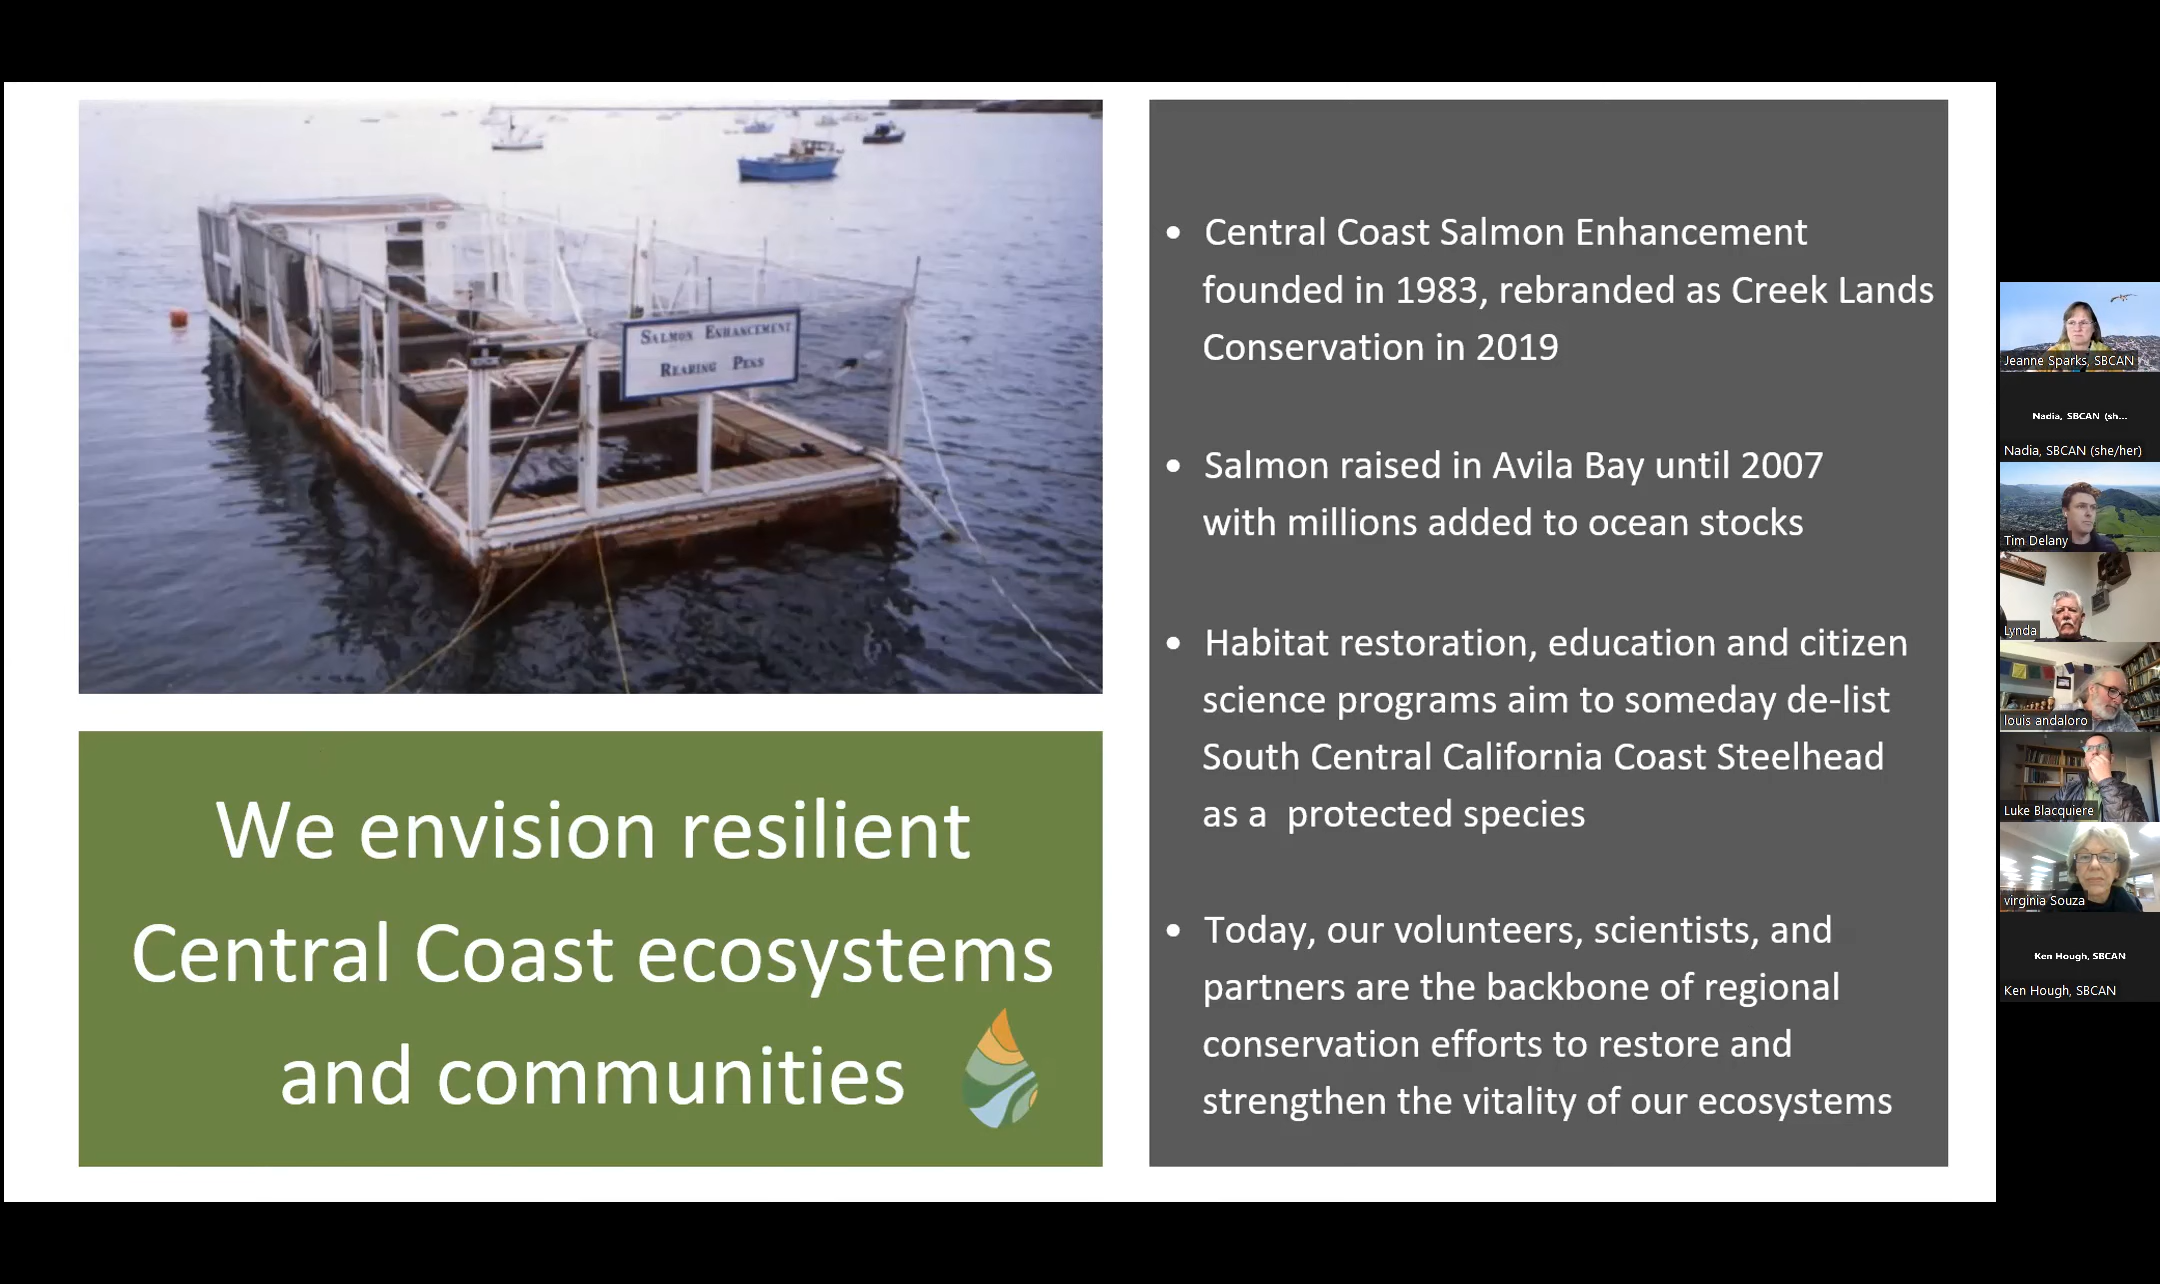 SALMON ENHANCEMENT
REARING PENS
We envision resilient
Central Coast ecosystems
and communities
• Central Coast Salmon Enhancement
founded in 1983, rebranded as Creek Lands
Conservation in 2019
• Salmon raised in Avila Bay until 2007
with millions added to ocean stocks
• Habitat restoration, education and citizen
science programs aim to someday de-list
South Central California Coast Steelhead
as a  protected species
• Today, our volunteers, scientists, and
partners are the backbone of regional
conservation efforts to restore and
strengthen the vitality of our ecosystems
Jeanne Sparks, SBCAN
Nadia, SBCAN (sh...
Nadia, SBCAN (she/her)
Tim Delany
Lynda
louis andaloro
Luke Blacquiere
virginia Souza
Ken Hough, SBCAN
Ken Hough, SBCAN